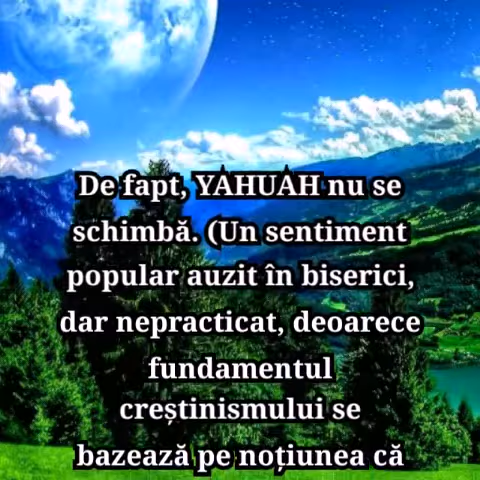 De fapt, YAHUAH nu se
schimbă. (Un sentiment
popular auzit în biserici,
dar nepracticat, deoarece
fundamentul
creștinismului se
bazează pe noțiunea că